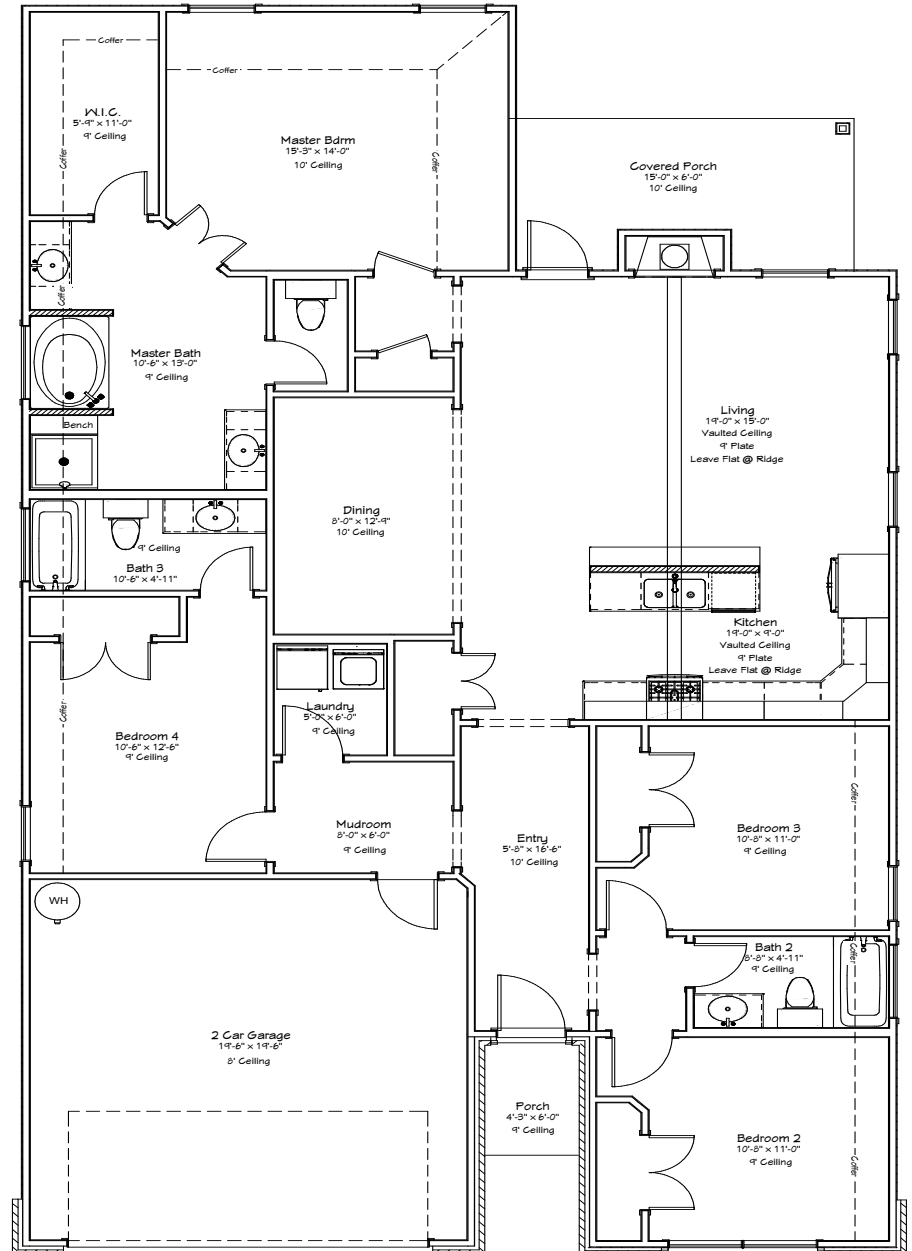 Coffer
Coffer
W.I.C.
5'-9" x 11'-0"
9' Ceiling
Coffer
Master Bdrm
15'-3" x 14'-0"
10' Ceiling
Coffer
Covered Porch
15'-0" x 6'-0"
10' Ceiling
Coffer
Master Bath
10'-6" x 13'-0"
9' Ceiling
Bench
Living
19'-0" x 15'-0"
Vaulted Ceiling
9' Plate
Leave Flat @ Ridge
Dining
8'-0" x 12'-9"
10' Ceiling
9' Ceiling
Bath 3
10'-6" x 4'-11"
Kitchen
19'-0" x 9'-0"
Vaulted Ceiling
9' Plate
Leave Flat @ Ridge
Coffer
Laundry
5'-0" x 6'-0"
9' Ceiling
Bedroom 4
10'-6" x 12'-6"
9' Ceiling
Coffer
Mudroom
8'-0" x 6'-0"
9' Ceiling
Entry
5'-8" x 16'-6"
10' Ceiling
Bedroom 3
10'-8" x 11'-0"
9' Ceiling
WH
Bath 2
8'-8" x 4'-11"
9' Ceiling
Coffer
2 Car Garage
19'-6" x 19'-6"
8' Ceiling
Porch
4'-3" x 6'-0"
9' Ceiling
Bedroom 2
10'-8" x 11'-0"
9' Ceiling
Coffer